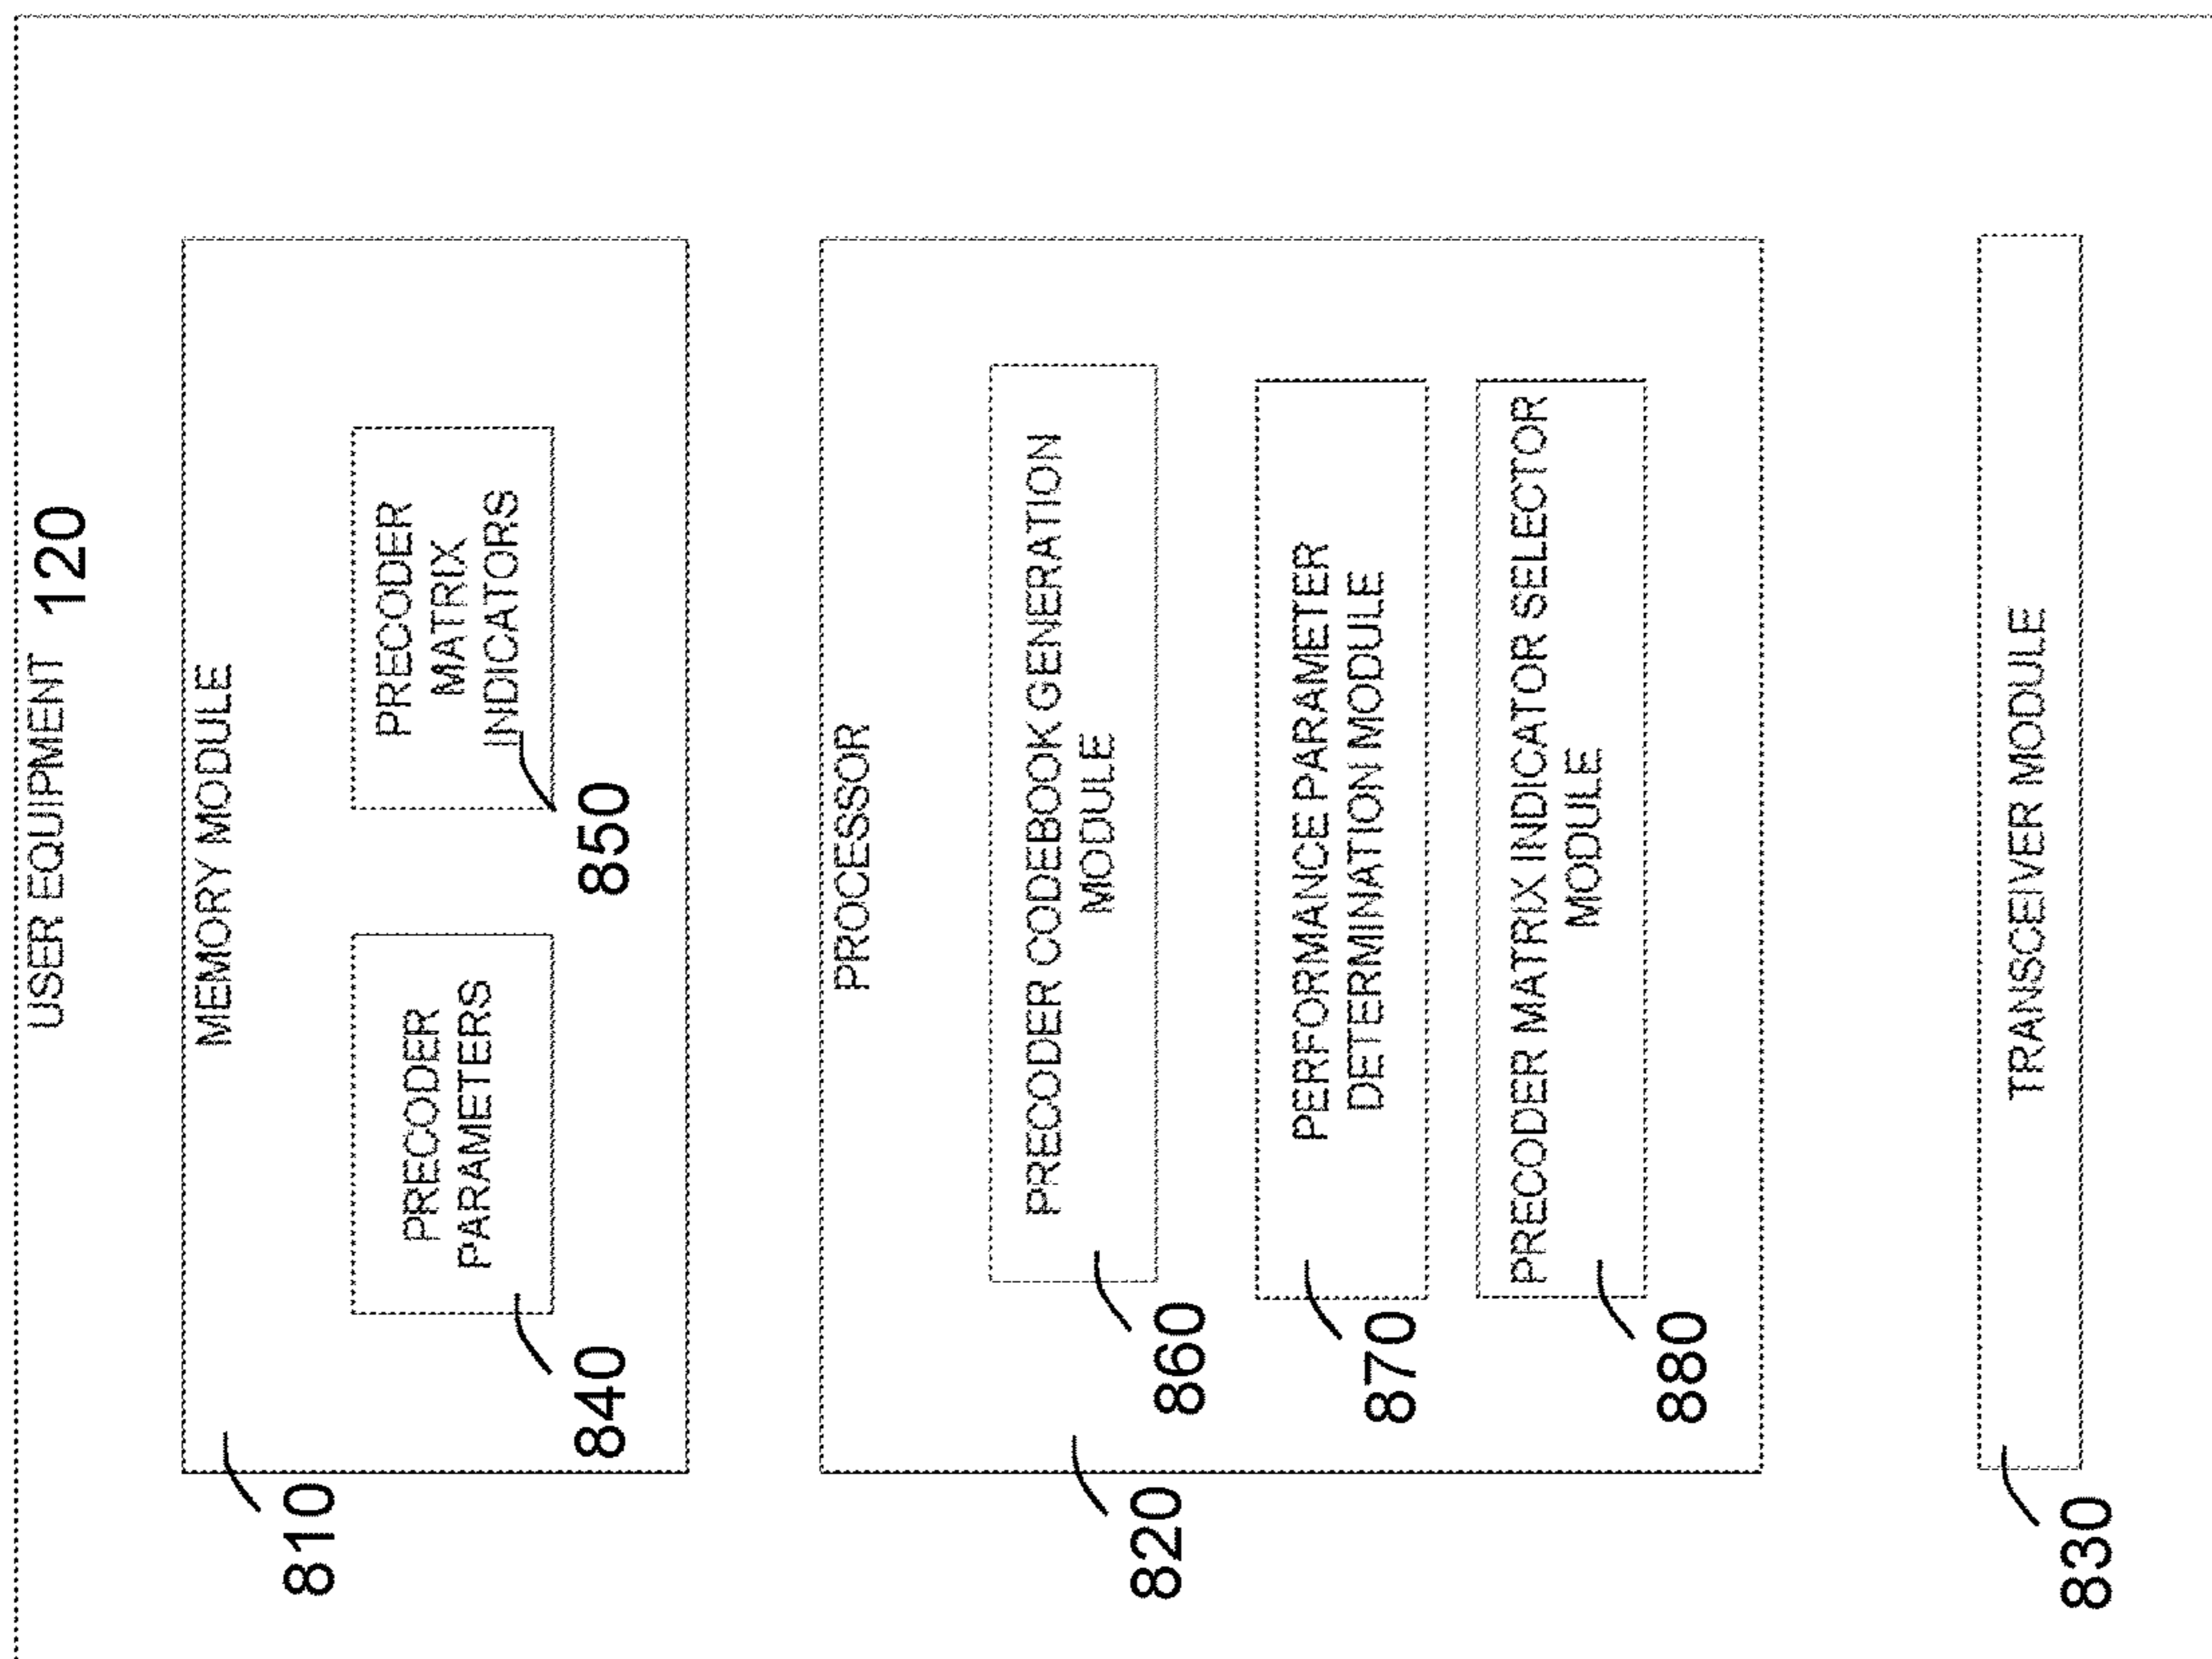 USER EQUIPMENT 120
MEMORY MODULE
810
PRECODER
PARAMETERS
840
PRECODER
MATRIX
INDICATORS
850
PROCESSOR
820
PRECODER CODEBOOK GENERATION
MODULE
860
PERFORMANCE PARAMETER
DETERMINATION MODULE
870
PRECODER MATRIX INDICATOR SELECTOR
MODULE
880
TRANSCEIVER MODULE
830